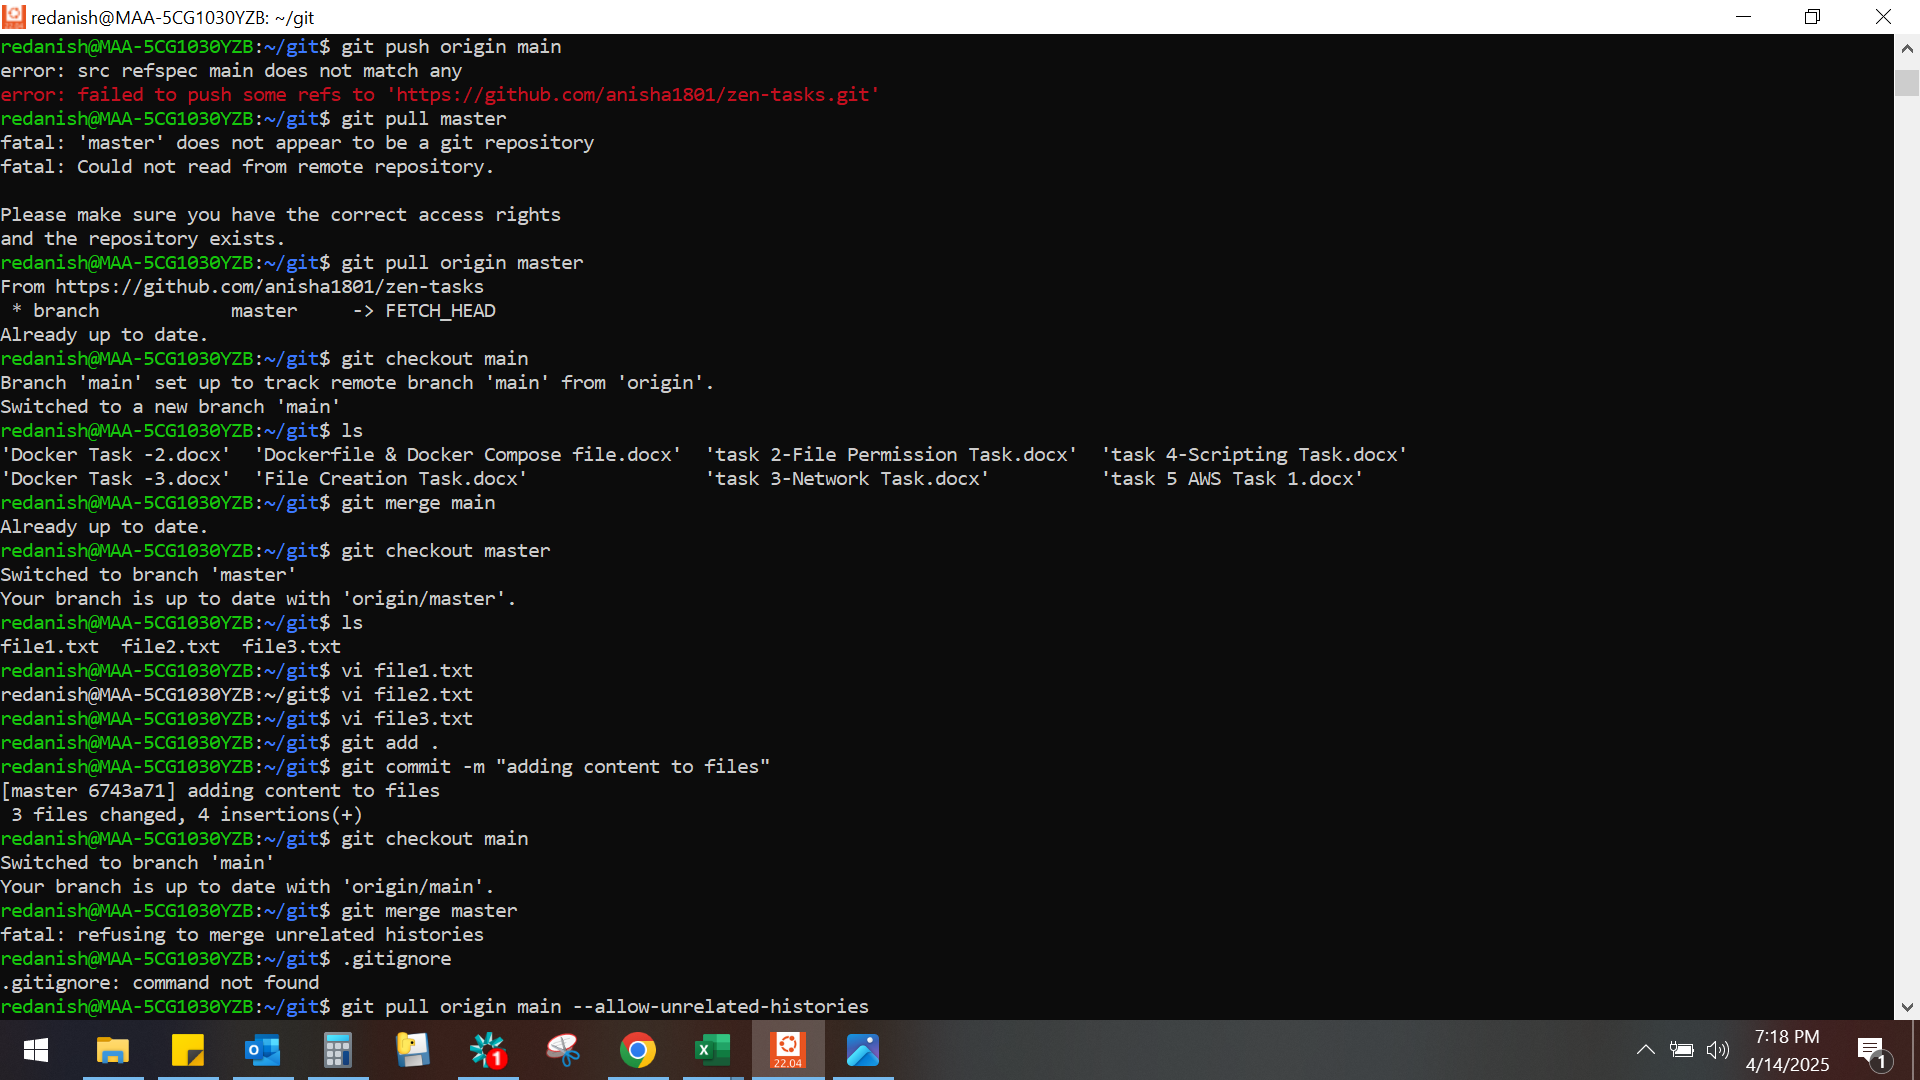 redanish@MAA-5CG1030YZB: ~/git
redanish@MAA-5CG1030YZB:~/git$ git push origin main
error: src refspec main does not match any
error: failed to push some refs to 'https://github.com/anisha1801/zen-tasks.git'
redanish@MAA-5CG1030YZB:~/git$ git pull master
fatal: 'master' does not appear to be a git repository
fatal: Could not read from remote repository.

Please make sure you have the correct access rights
and the repository exists.
redanish@MAA-5CG1030YZB:~/git$ git pull origin master
From https://github.com/anisha1801/zen-tasks
 * branch            master     -> FETCH_HEAD
Already up to date.
redanish@MAA-5CG1030YZB:~/git$ git checkout main
Branch 'main' set up to track remote branch 'main' from 'origin'.
Switched to a new branch 'main'
redanish@MAA-5CG1030YZB:~/git$ ls
'Docker Task -2.docx'  'Dockerfile & Docker Compose file.docx'  'task 2-File Permission Task.docx'  'task 4-Scripting Task.docx'
'Docker Task -3.docx'  'File Creation Task.docx'                'task 3-Network Task.docx'          'task 5 AWS Task 1.docx'
redanish@MAA-5CG1030YZB:~/git$ git merge main
Already up to date.
redanish@MAA-5CG1030YZB:~/git$ git checkout master
Switched to branch 'master'
Your branch is up to date with 'origin/master'.
redanish@MAA-5CG1030YZB:~/git$ ls
file1.txt  file2.txt  file3.txt
redanish@MAA-5CG1030YZB:~/git$ vi file1.txt
redanish@MAA-5CG1030YZB:~/git$ vi file2.txt
redanish@MAA-5CG1030YZB:~/git$ vi file3.txt
redanish@MAA-5CG1030YZB:~/git$ git add .
redanish@MAA-5CG1030YZB:~/git$ git commit -m "adding content to files"
[master 6743a71] adding content to files
 3 files changed, 4 insertions(+)
redanish@MAA-5CG1030YZB:~/git$ git checkout main
Switched to branch 'main'
Your branch is up to date with 'origin/main'.
redanish@MAA-5CG1030YZB:~/git$ git merge master
fatal: refusing to merge unrelated histories
redanish@MAA-5CG1030YZB:~/git$ .gitignore
.gitignore: command not found
redanish@MAA-5CG1030YZB:~/git$ git pull origin main --allow-unrelated-histories
1
22.04
7:18 PM
4/14/2025
1